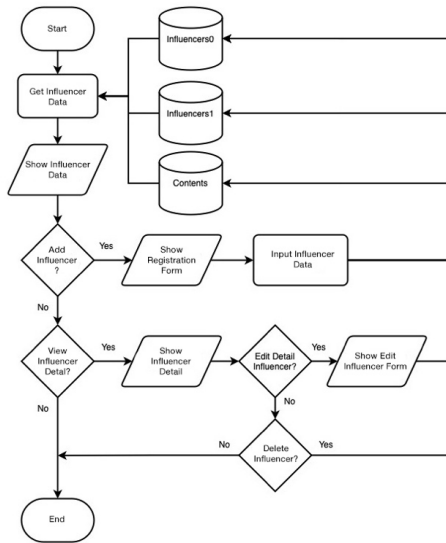 Start
Influencers0
Get Influencer
Data
Influencers1
Show Influencer
Data
Contents
Add
Influencer
?
Yes
Show
Registration
Form
Input Influencer
Data
No
View
Influencer
Detal?
Yes
Show
Influencer
Detail
Edit Detail
Influencer?
Yes
Show Edit
Influencer Form
No
No
Delete
Influencer?
No
Yes
End